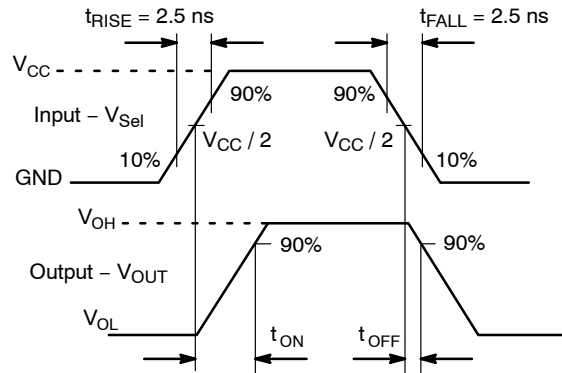 tRISE = 2.5 ns
tFALL = 2.5 ns
VCC
90%
90%
Input – VSel
VCC / 2
VCC / 2
10%
10%
GND
VOH
90%
90%
Output – VOUT
VOL
tON
tOFF